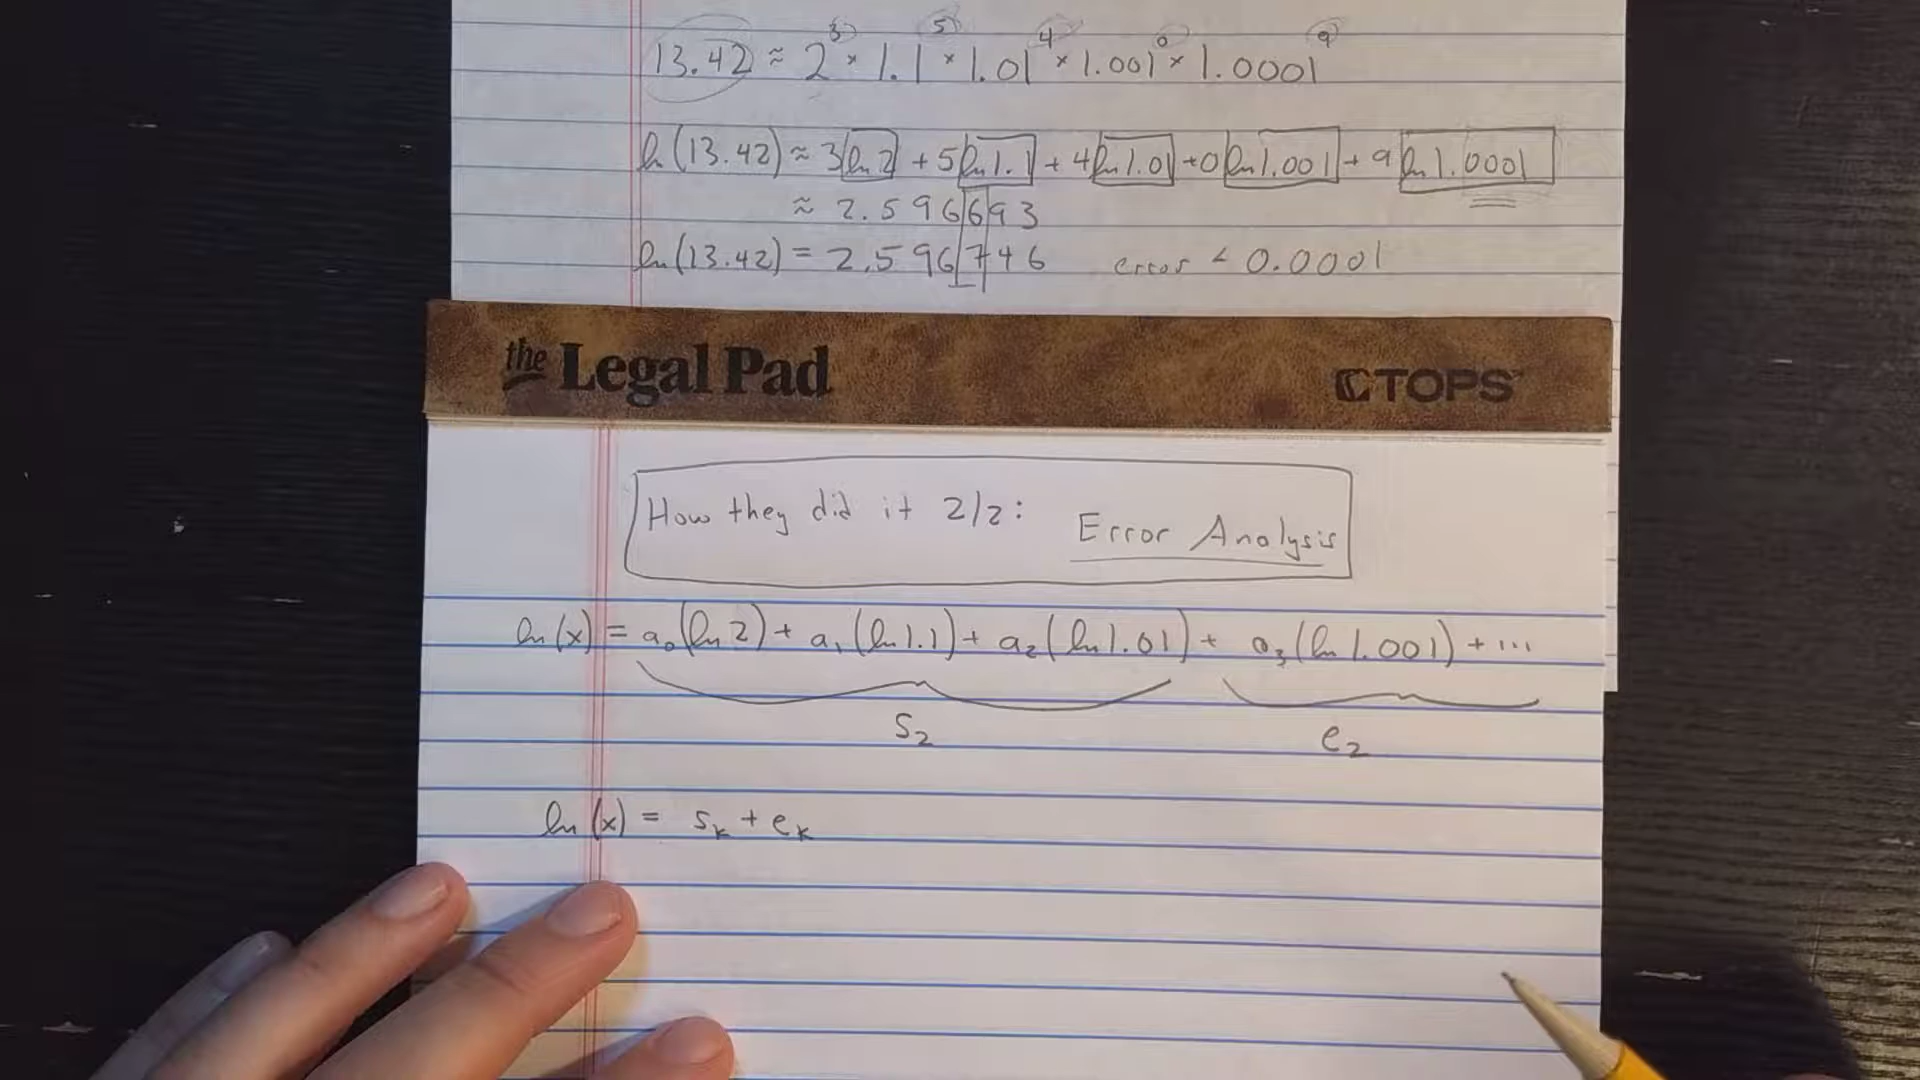 13.42 ≈ 2^3 × 1.1^5 × 1.01^4 × 1.001^0 × 1.0001^9
ln(13.42) ≈ 3 ln 2 + 5 ln 1.1 + 4 ln 1.01 + 0 ln 1.001 + 9 ln 1.0001
≈ 2.596693
ln(13.42) = 2.596746 error < 0.0001
the Legal Pad TOPS
How they did it 2/2: Error Analysis
ln(x) = a₀(ln 2) + a₁(ln 1.1) + a₂(ln 1.01) + a₃(ln 1.001) + ...
s₂ e₂
ln(x) = sₖ + eₖ